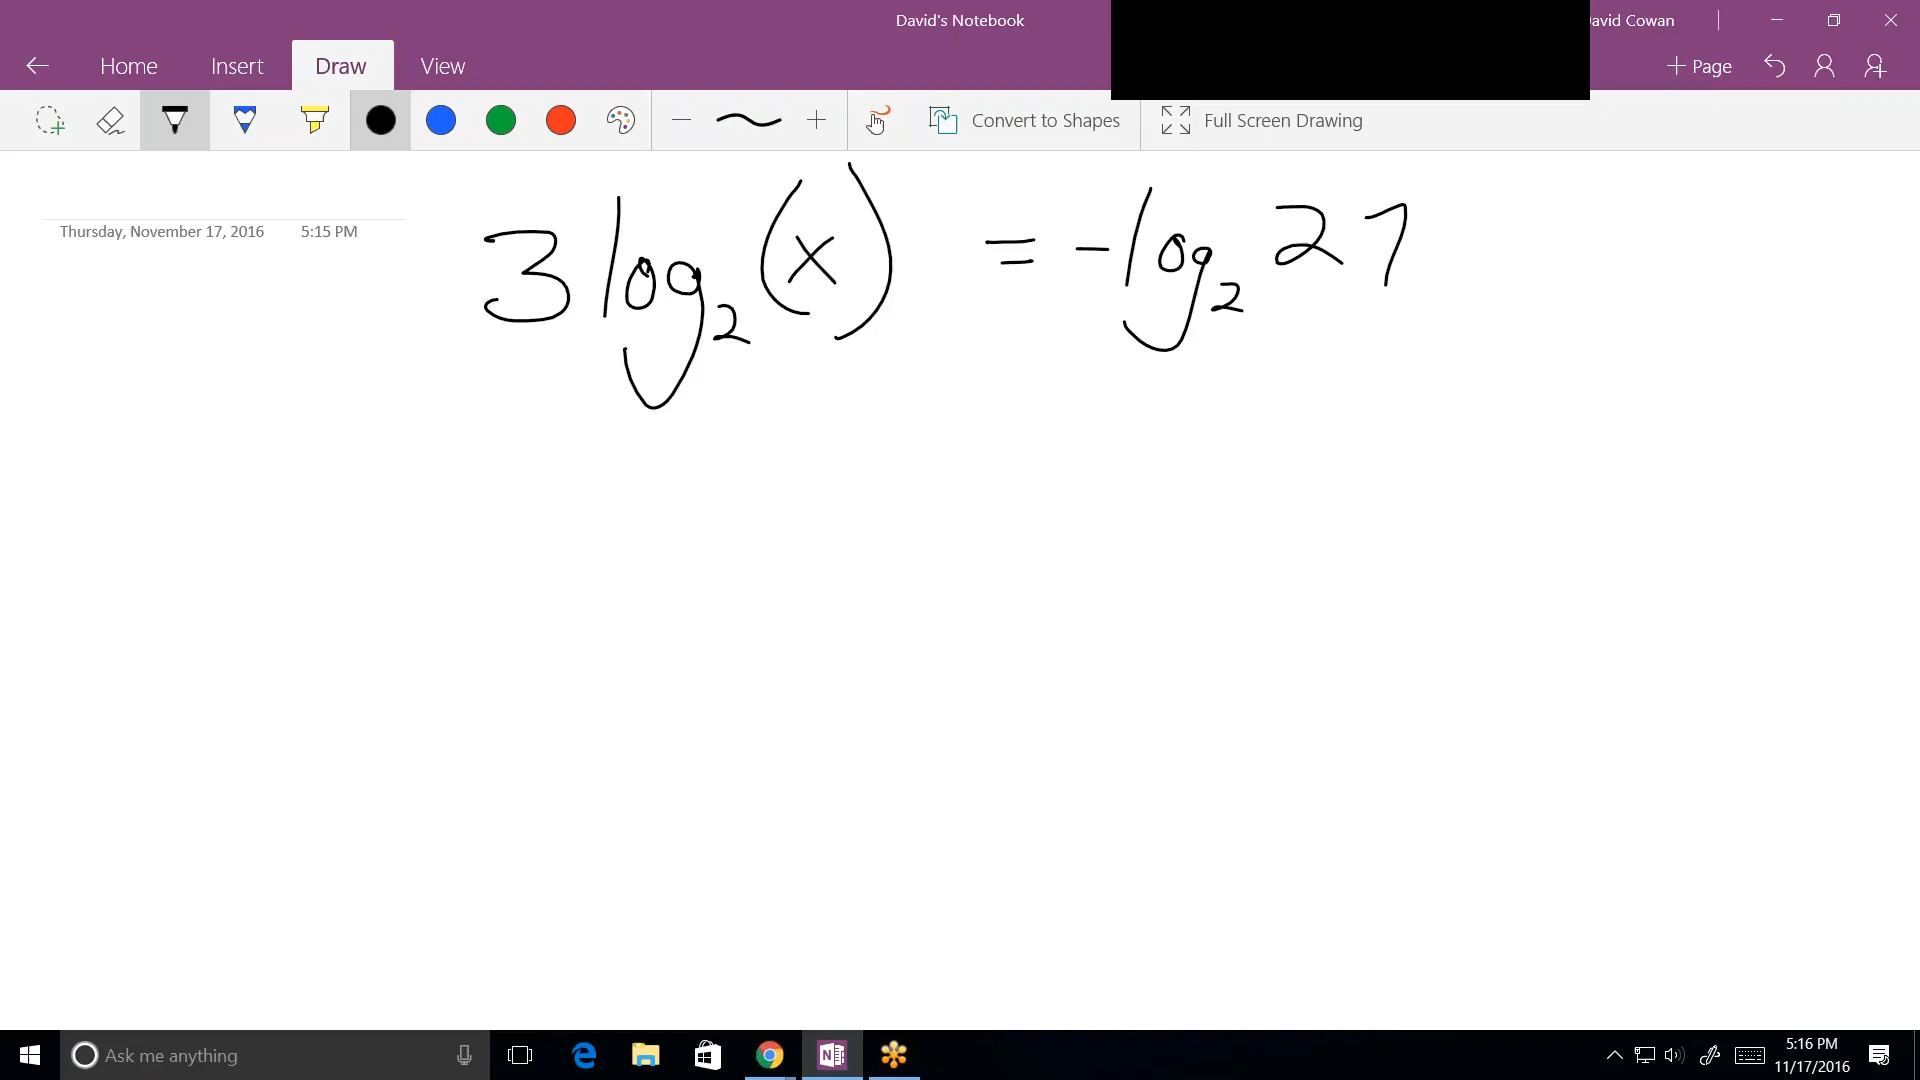 David's Notebook
avid Cowan
Home Insert Draw View
+ Page
Convert to Shapes
Full Screen Drawing
Thursday, November 17, 2016 5:15 PM
3 log₂(x) = -log₂ 27
Ask me anything
5:16 PM
11/17/2016